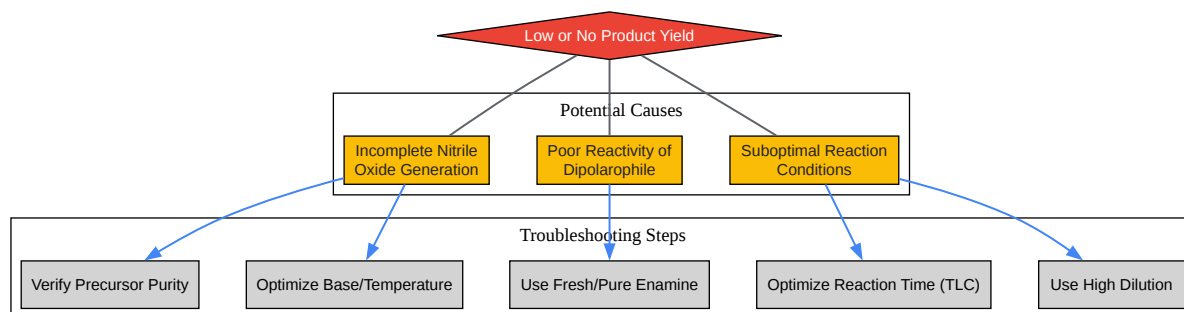 Low or No Product Yield
Potential Causes
Incomplete Nitrile
Oxide Generation
Poor Reactivity of
Dipolarophile
Suboptimal Reaction
Conditions
Troubleshooting Steps
Verify Precursor Purity
Optimize Base/Temperature
Use Fresh/Pure Enamine
Optimize Reaction Time (TLC)
Use High Dilution